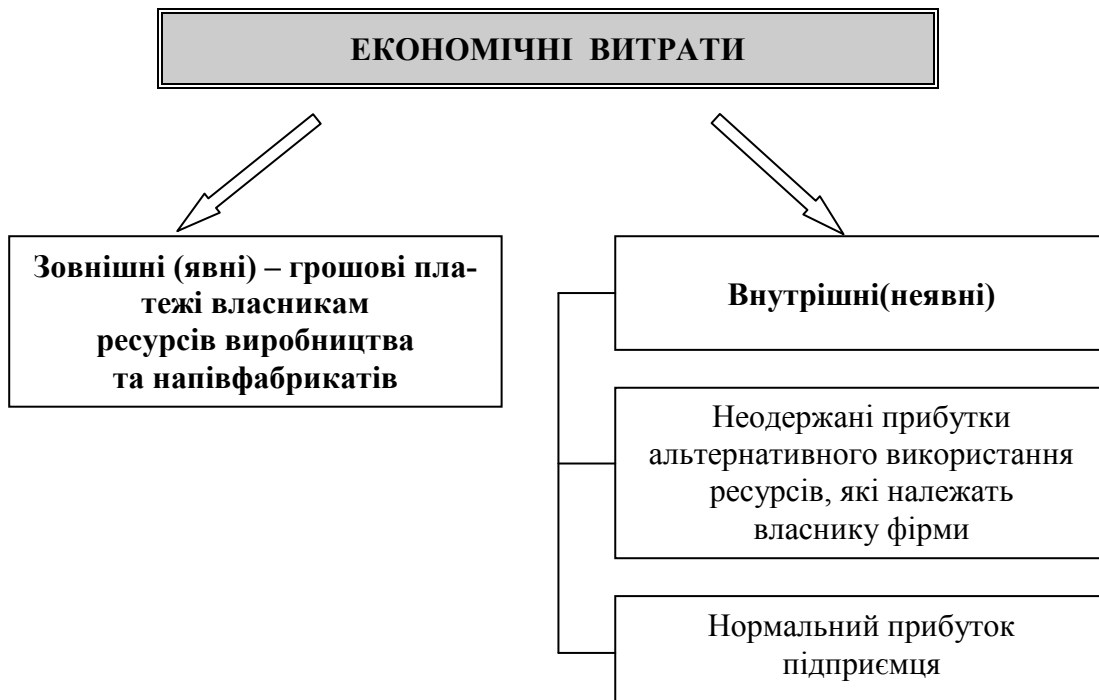 ЕКОНОМІЧНІ ВИТРАТИ
Зовнішні (явні) – грошові пла-
тежі власникам
ресурсів виробництва
та напівфабрикатів
Внутрішні(неявні)
Неодержані прибутки
альтернативного використання
ресурсів, які належать
власнику фірми
Нормальний прибуток
підприємця